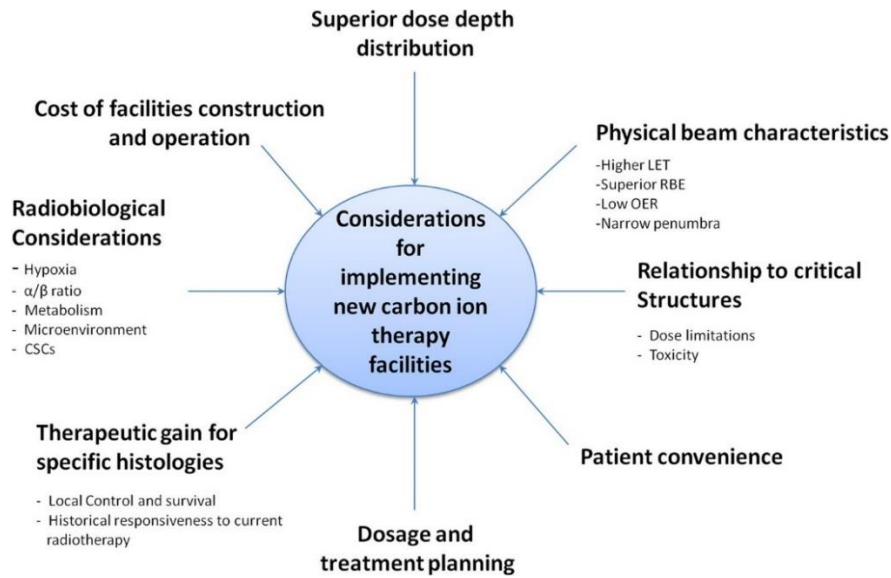 Superior dose depth
distribution
Cost of facilities construction
and operation
Physical beam characteristics
-Higher LET
-Superior RBE
-Low OER
-Narrow penumbra
Radiobiological
Considerations
- Hypoxia
- α/β ratio
- Metabolism
- Microenvironment
- CSCs
Considerations
for
implementing
new carbon ion
therapy
facilities
Relationship to critical
Structures
- Dose limitations
- Toxicity
Therapeutic gain for
specific histologies
- Local Control and survival
- Historical responsiveness to current
radiotherapy
Patient convenience
Dosage and
treatment planning